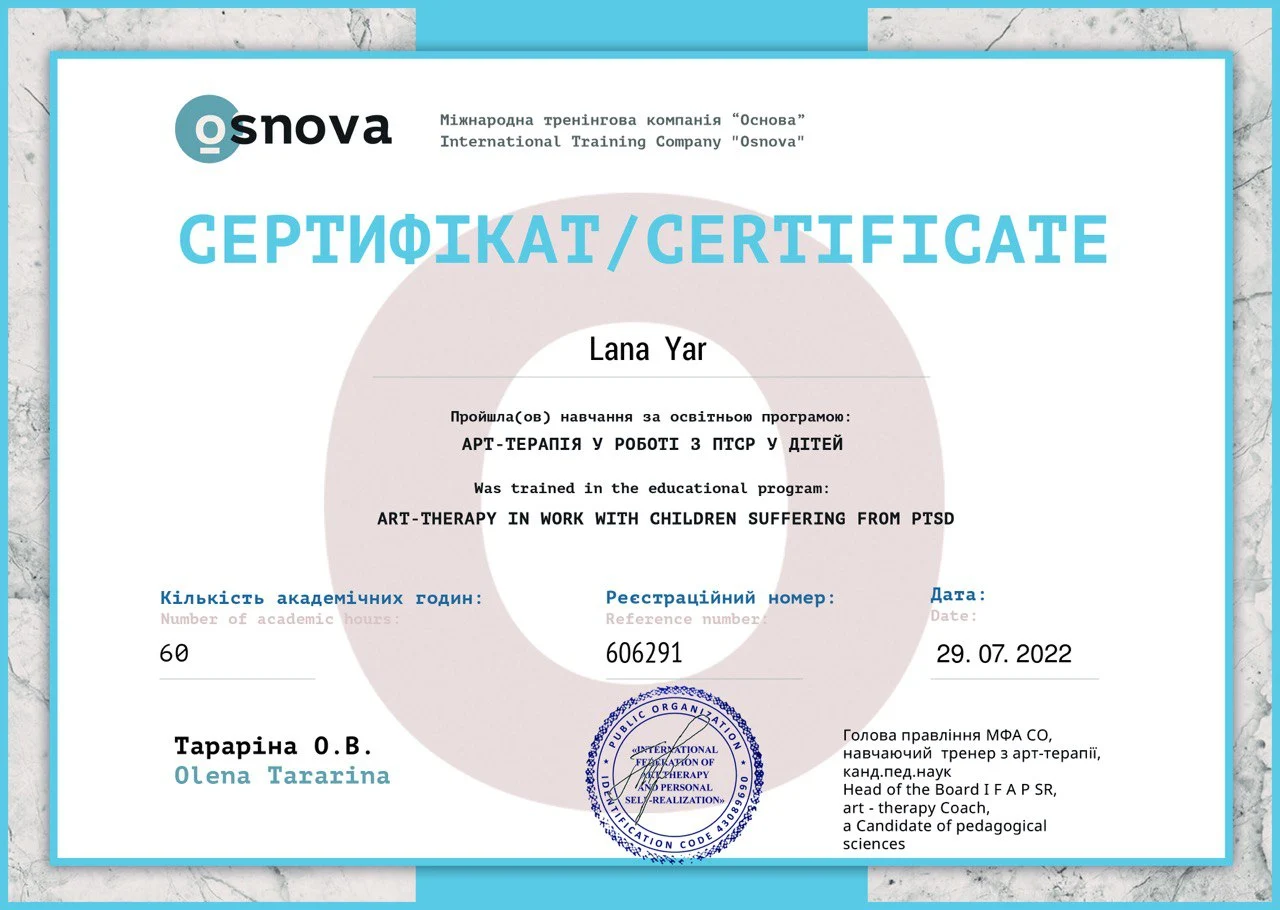 osnova
Міжнародна тренінгова компанія “Основа”
International Training Company "Osnova"
СЕРТИФІКАТ/CERTIFICATE
Lana Yar
Пройшла(ов) навчання за освітньою програмою:
АРТ-ТЕРАПІЯ У РОБОТІ З ПТСР У ДІТЕЙ
Was trained in the educational program:
ART-THERAPY IN WORK WITH CHILDREN SUFFERING FROM PTSD
Кількість академічних годин:
Number of academic hours:
60
Реєстраційний номер:
Reference number:
606291
Дата:
Date:
29. 07. 2022
Тараріна О.В.
Olena Tararina
PUBLIC ORGANIZATION
«INTERNATIONAL
FEDERATION OF
ART THERAPY
AND PERSONAL
SELF-REALIZATION»
IDENTIFICATION CODE 43089690
Голова правління МФА СО,
навчаючий тренер з арт-терапії,
канд.пед.наук
Head of the Board I F A P SR,
art - therapy Coach,
a Candidate of pedagogical
sciences